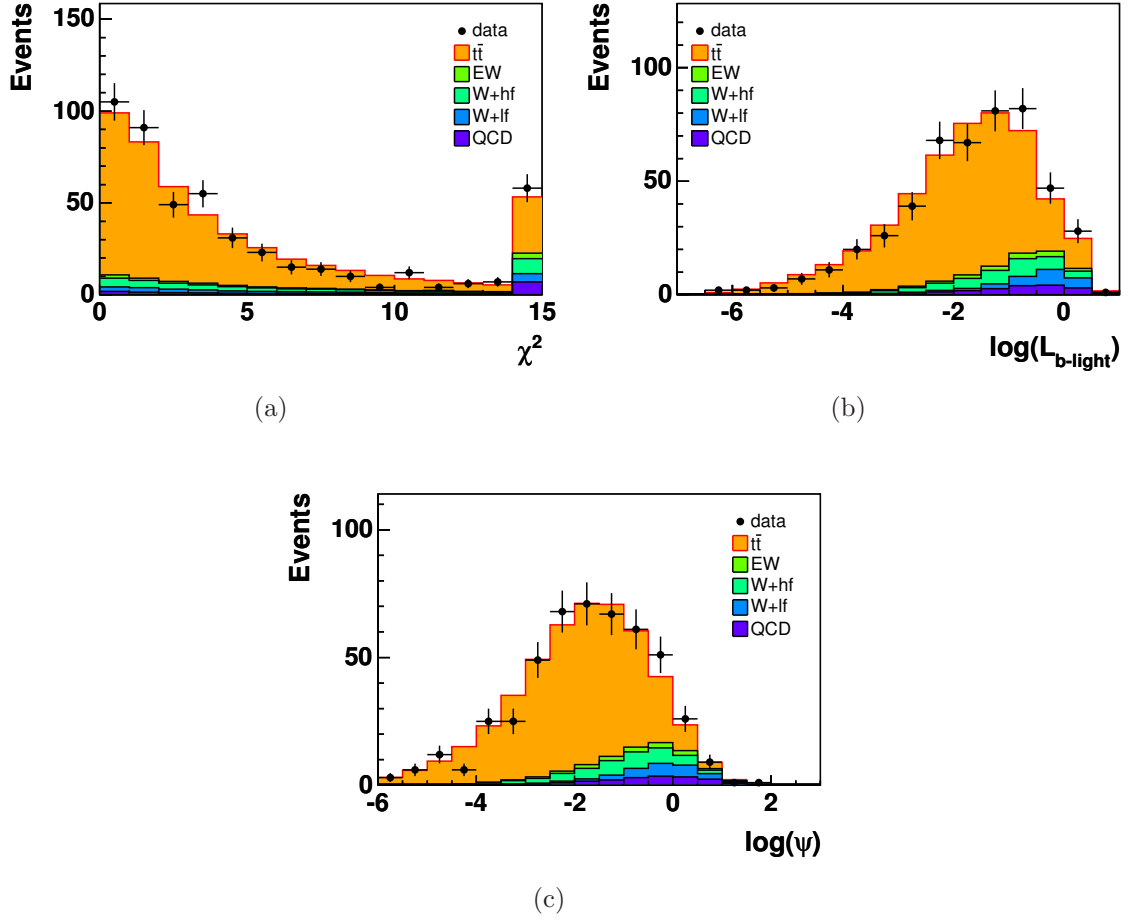 Events
150
100
50
0
0
5
10
15
χ²
data
tt̄
EW
W+hf
W+lf
QCD
(a)
Events
100
50
0
-6
-4
-2
0
log(L_b-light)
data
tt̄
EW
W+hf
W+lf
QCD
(b)
Events
100
50
0
-6
-4
-2
0
2
log(ψ)
data
tt̄
EW
W+hf
W+lf
QCD
(c)